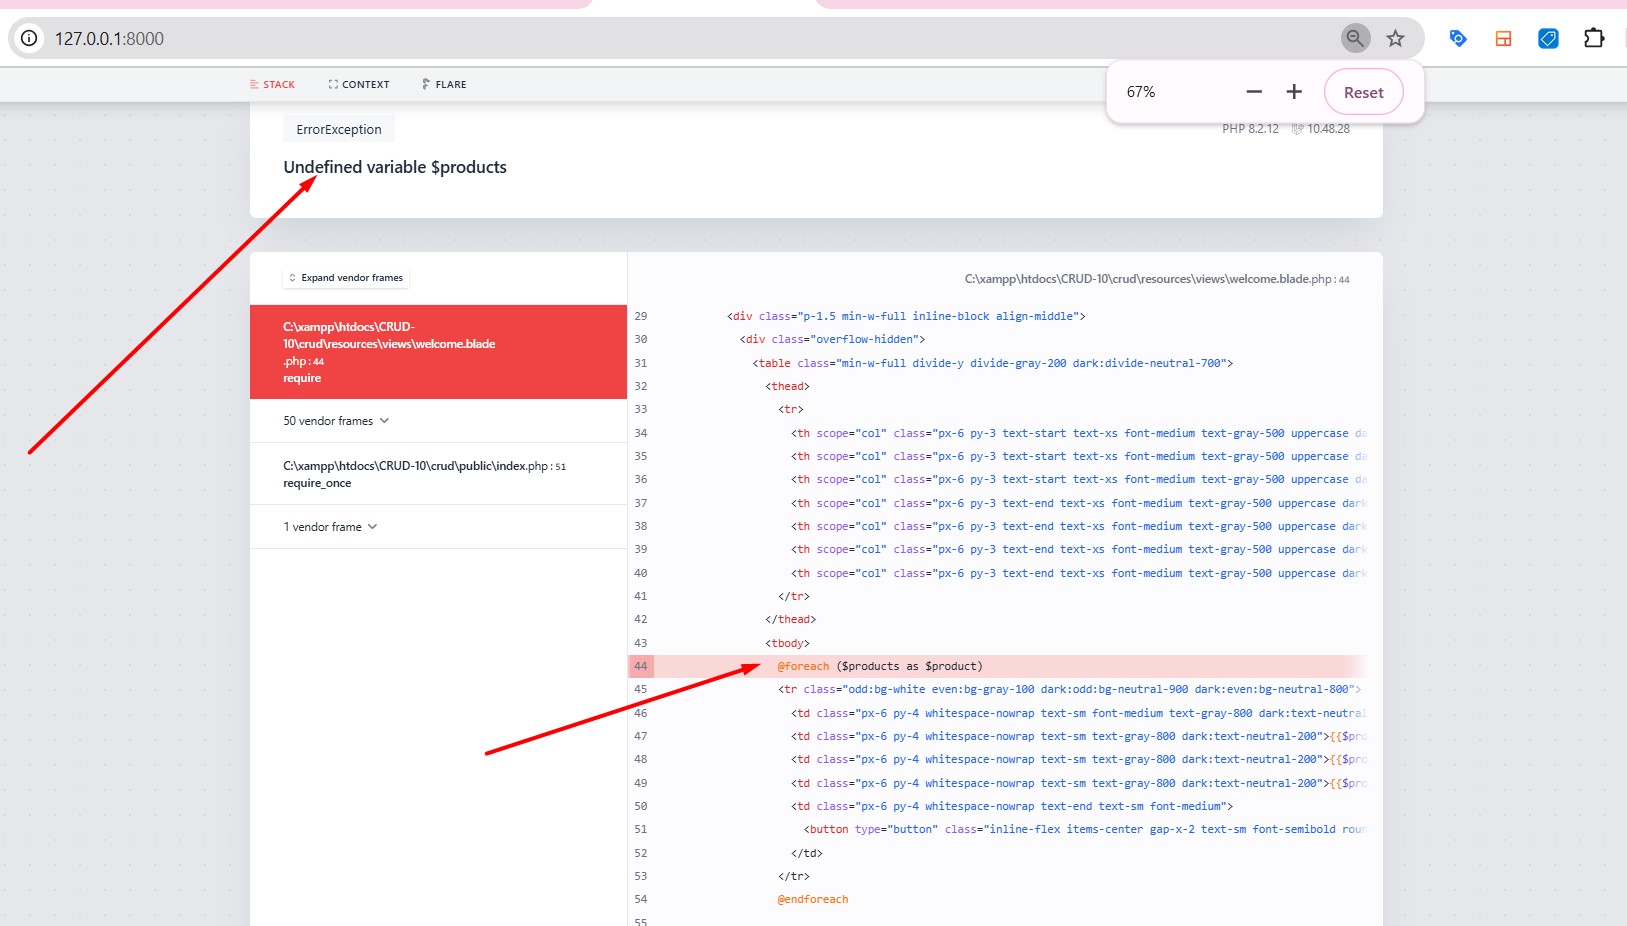 127.0.0.1:8000
67%
Reset
STACK
CONTEXT
FLARE
ErrorException
PHP 8.2.12
10.48.28
Undefined variable $products
Expand vendor frames
C:\xampp\htdocs\CRUD-
10\crud\resources\views\welcome.blade
.php : 44
require
50 vendor frames
C:\xampp\htdocs\CRUD-10\crud\public\index.php : 51
require_once
1 vendor frame
C:\xampp\htdocs\CRUD-10\crud\resources\views\welcome.blade.php : 44
29 <div class="p-1.5 min-w-full inline-block align-middle">
30 <div class="overflow-hidden">
31 <table class="min-w-full divide-y divide-gray-200 dark:divide-neutral-700">
32 <thead>
33 <tr>
34 <th scope="col" class="px-6 py-3 text-start text-xs font-medium text-gray-500 uppercase da
35 <th scope="col" class="px-6 py-3 text-start text-xs font-medium text-gray-500 uppercase da
36 <th scope="col" class="px-6 py-3 text-start text-xs font-medium text-gray-500 uppercase da
37 <th scope="col" class="px-6 py-3 text-end text-xs font-medium text-gray-500 uppercase dark
38 <th scope="col" class="px-6 py-3 text-end text-xs font-medium text-gray-500 uppercase dark
39 <th scope="col" class="px-6 py-3 text-end text-xs font-medium text-gray-500 uppercase dark
40 <th scope="col" class="px-6 py-3 text-end text-xs font-medium text-gray-500 uppercase dark
41 </tr>
42 </thead>
43 <tbody>
44 @foreach ($products as $product)
45 <tr class="odd:bg-white even:bg-gray-100 dark:odd:bg-neutral-900 dark:even:bg-neutral-800">
46 <td class="px-6 py-4 whitespace-nowrap text-sm font-medium text-gray-800 dark:text-neutral
47 <td class="px-6 py-4 whitespace-nowrap text-sm text-gray-800 dark:text-neutral-200">{{$pro
48 <td class="px-6 py-4 whitespace-nowrap text-sm text-gray-800 dark:text-neutral-200">{{$pro
49 <td class="px-6 py-4 whitespace-nowrap text-sm text-gray-800 dark:text-neutral-200">{{$pro
50 <td class="px-6 py-4 whitespace-nowrap text-end text-sm font-medium">
51 <button type="button" class="inline-flex items-center gap-x-2 text-sm font-semibold roun
52 </td>
53 </tr>
54 @endforeach
55